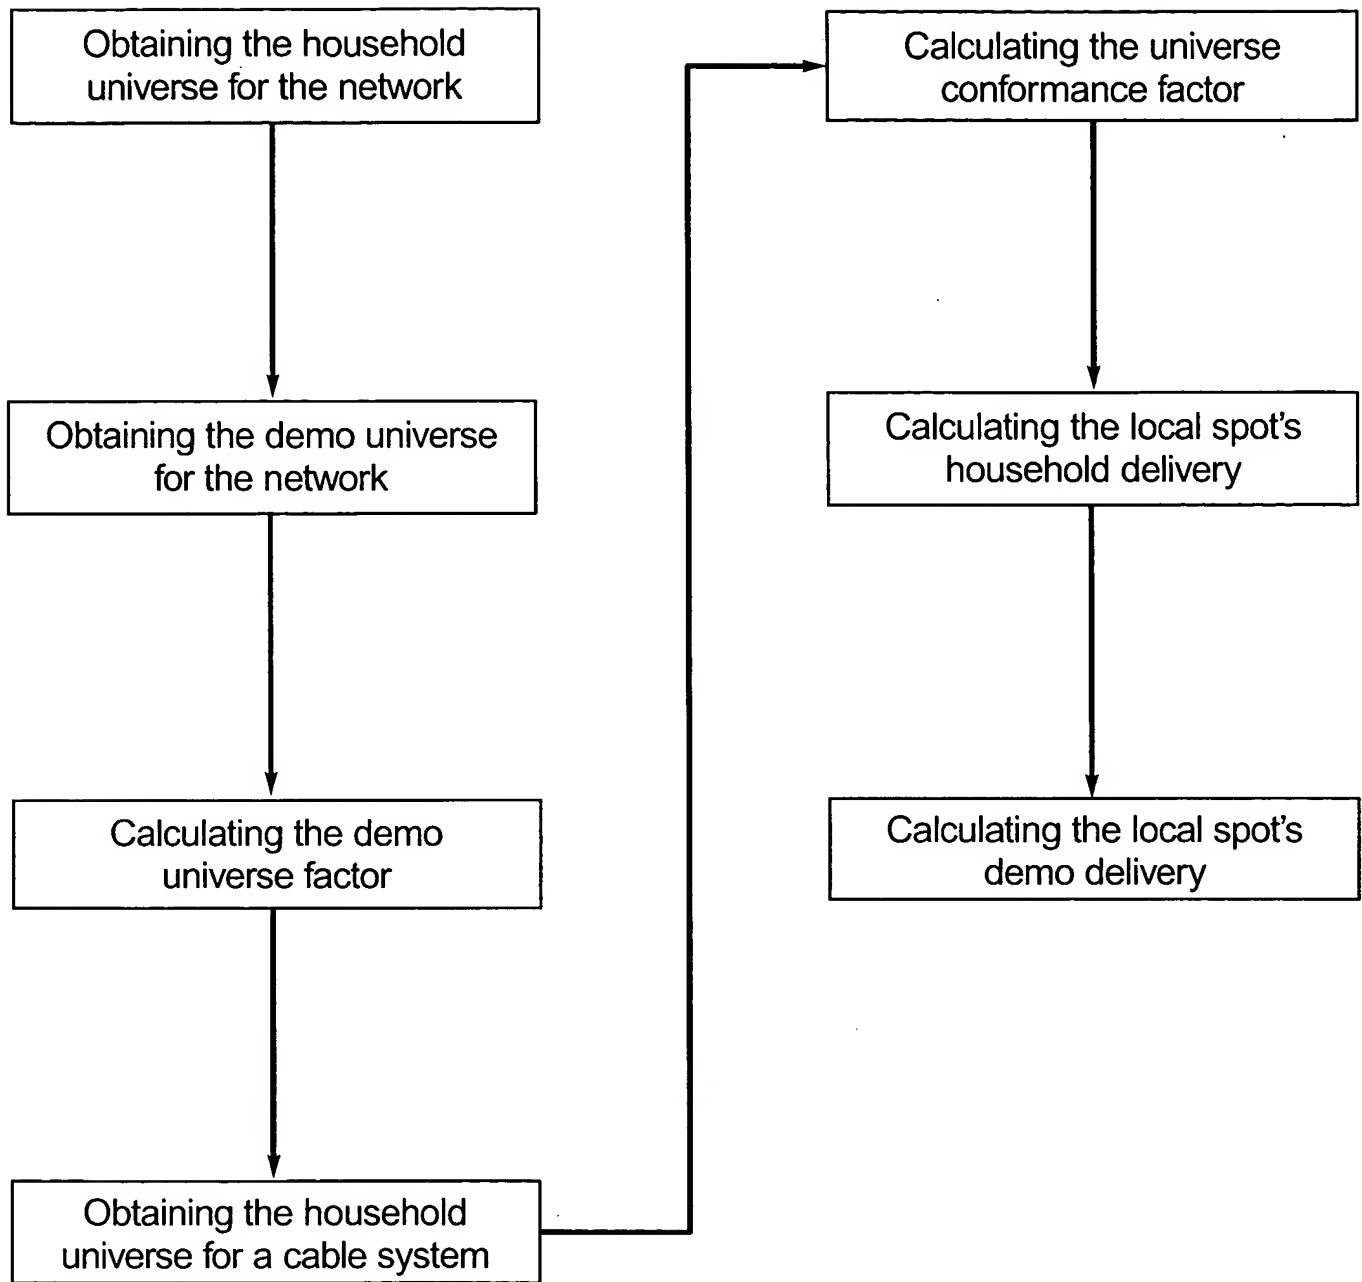 Obtaining the household
universe for the network
Obtaining the demo universe
for the network
Calculating the demo
universe factor
Obtaining the household
universe for a cable system
Calculating the universe
conformance factor
Calculating the local spot's
household delivery
Calculating the local spot's
demo delivery